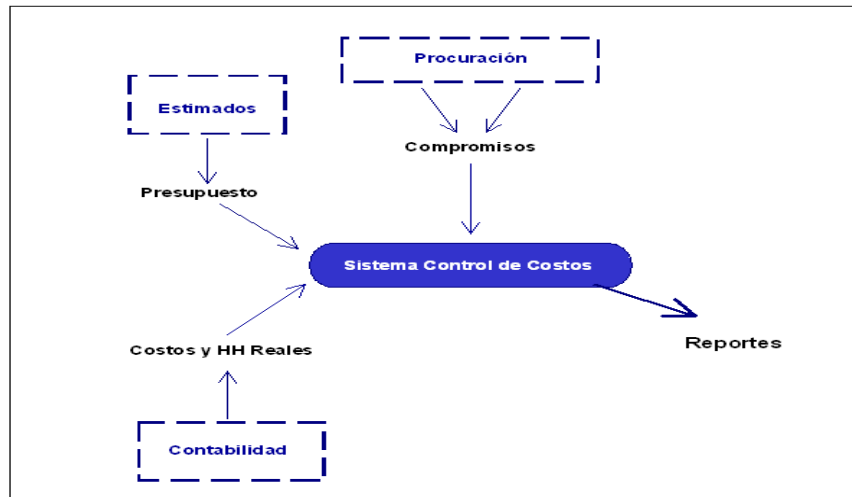 Procuración
Estimados
Compromisos
Presupuesto
Sistema Control de Costos
Reportes
Costos y HH Reales
Contabilidad